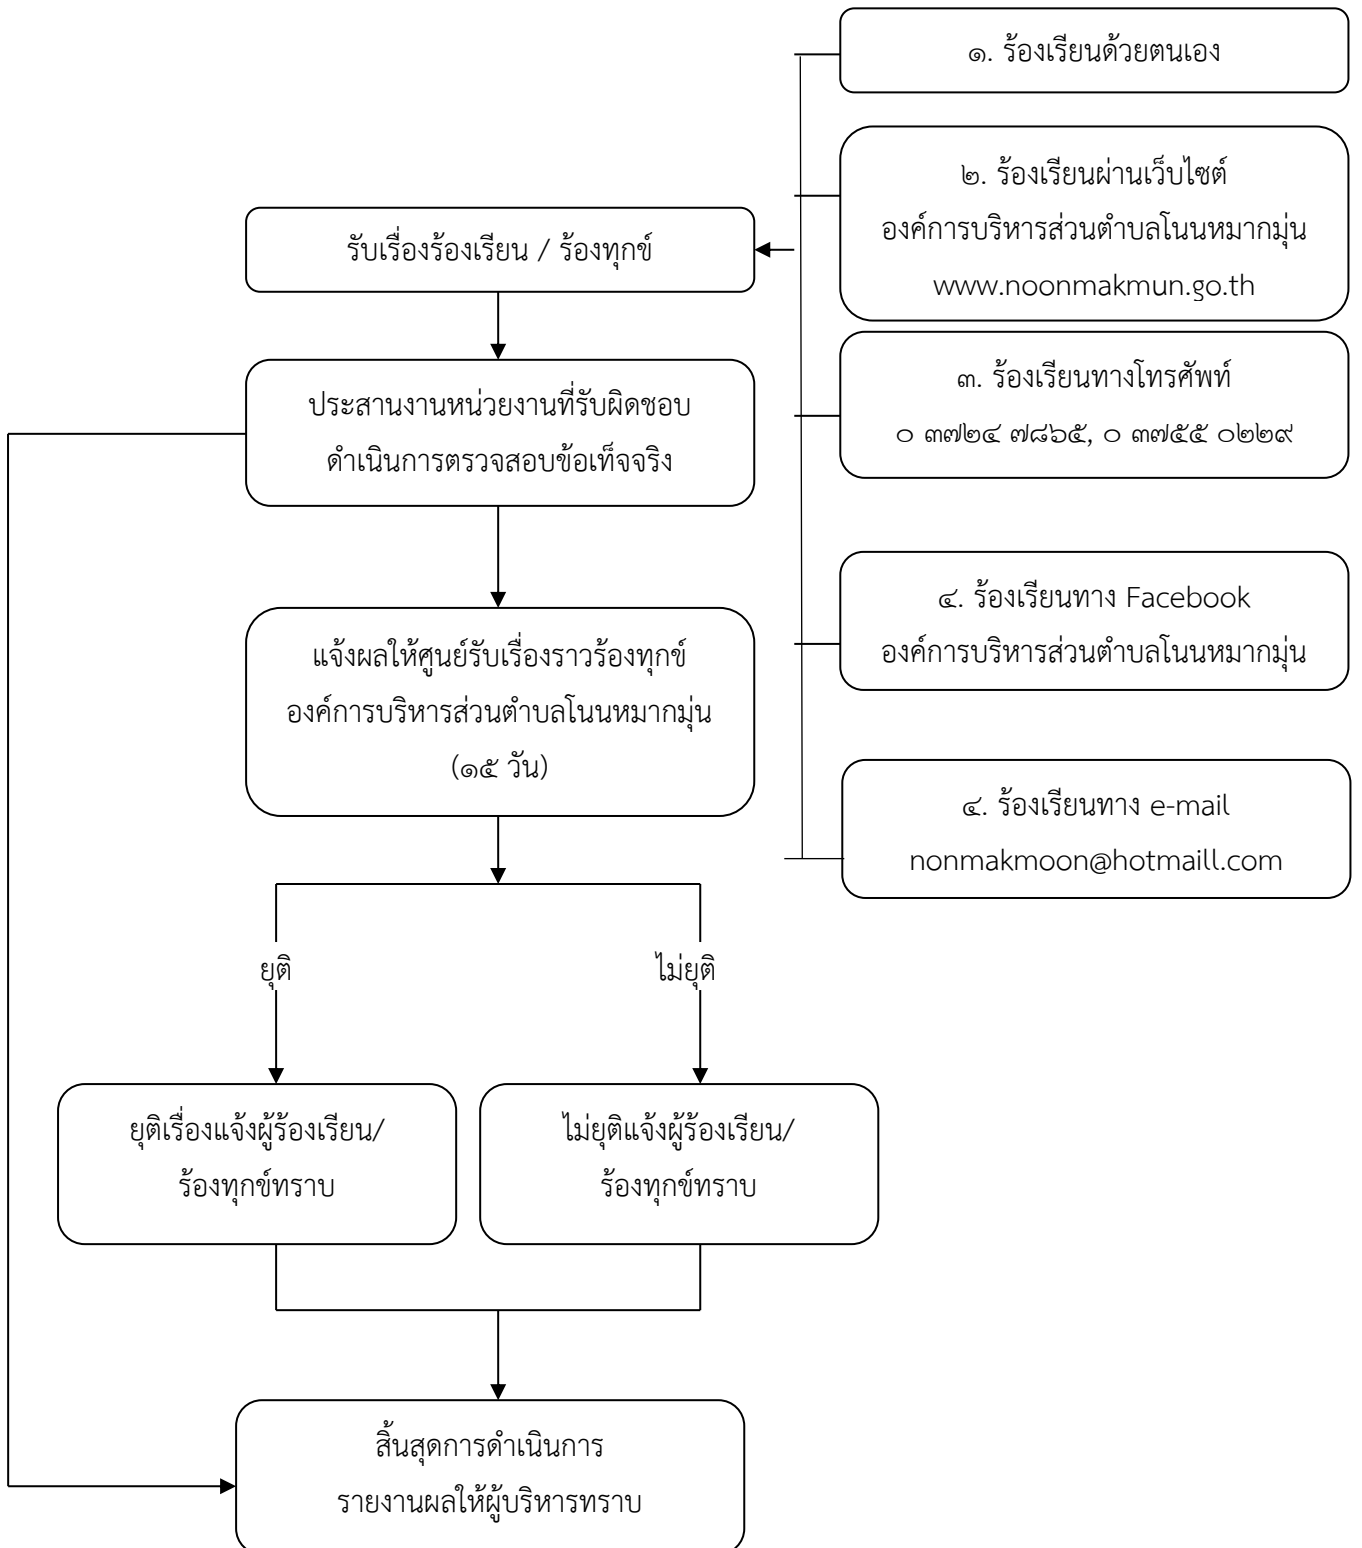 ๑. ร้องเรียนด้วยตนเอง
๒. ร้องเรียนผ่านเว็บไซต์
องค์การบริหารส่วนตำบลโนนหมากมุ่น
www.noonmakmun.go.th
๓. ร้องเรียนทางโทรศัพท์
๐ ๓๗๒๔ ๗๘๖๕, ๐ ๓๗๕๕ ๐๒๒๙
๔. ร้องเรียนทาง Facebook
องค์การบริหารส่วนตำบลโนนหมากมุ่น
๔. ร้องเรียนทาง e-mail
nonmakmoon@hotmaill.com
รับเรื่องร้องเรียน / ร้องทุกข์
ประสานงานหน่วยงานที่รับผิดชอบ
ดำเนินการตรวจสอบข้อเท็จจริง
แจ้งผลให้ศูนย์รับเรื่องราวร้องทุกข์
องค์การบริหารส่วนตำบลโนนหมากมุ่น
(๑๕ วัน)
ยุติ
ไม่ยุติ
ยุติเรื่องแจ้งผู้ร้องเรียน/
ร้องทุกข์ทราบ
ไม่ยุติแจ้งผู้ร้องเรียน/
ร้องทุกข์ทราบ
สิ้นสุดการดำเนินการ
รายงานผลให้ผู้บริหารทราบ